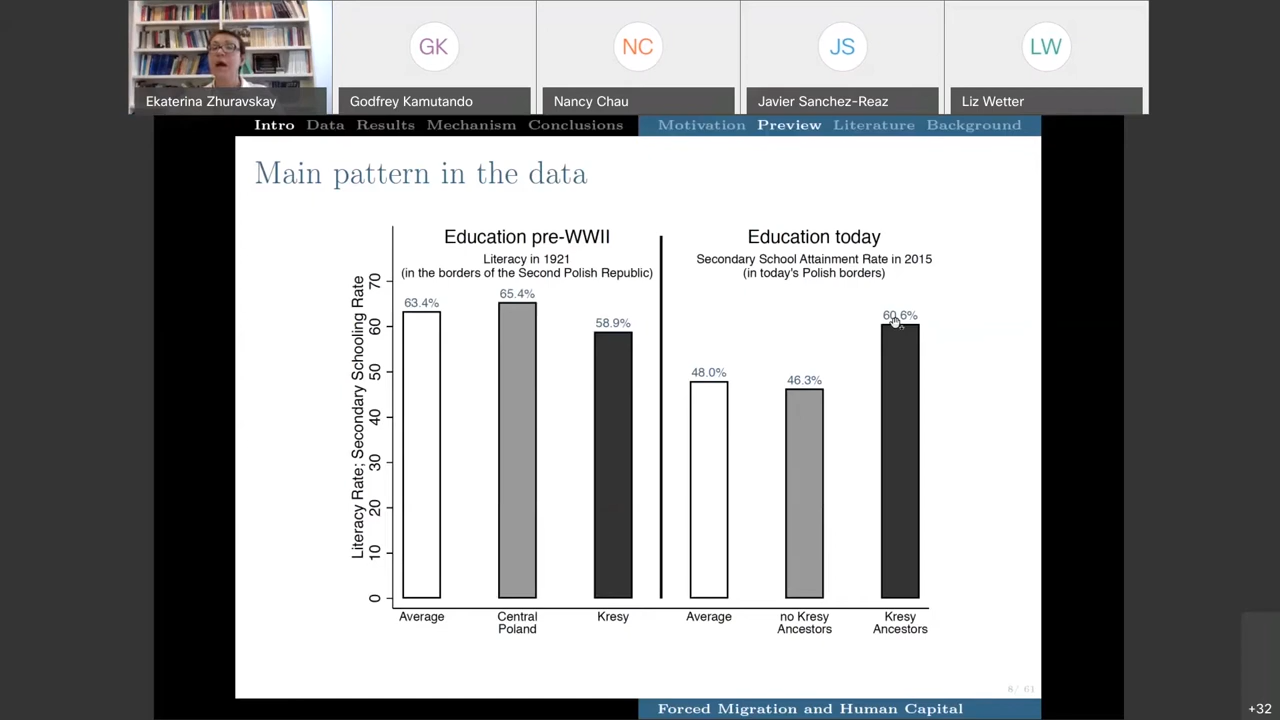 GK
NC
JS
LW
Ekaterina Zhuravskay
Godfrey Kamutando
Nancy Chau
Javier Sanchez-Reaz
Liz Wetter
Intro Data Results Mechanism Conclusions
Motivation Preview Literature Background
Main pattern in the data
Education pre-WWII
Literacy in 1921
(in the borders of the Second Polish Republic)
Education today
Secondary School Attainment Rate in 2015
(in today's Polish borders)
Literacy Rate; Secondary Schooling Rate
70
60
50
40
30
20
10
0
63.4%
65.4%
58.9%
48.0%
46.3%
60.6%
Average
Central
Poland
Kresy
Average
no Kresy
Ancestors
Kresy
Ancestors
8/ 61
Forced Migration and Human Capital
+32